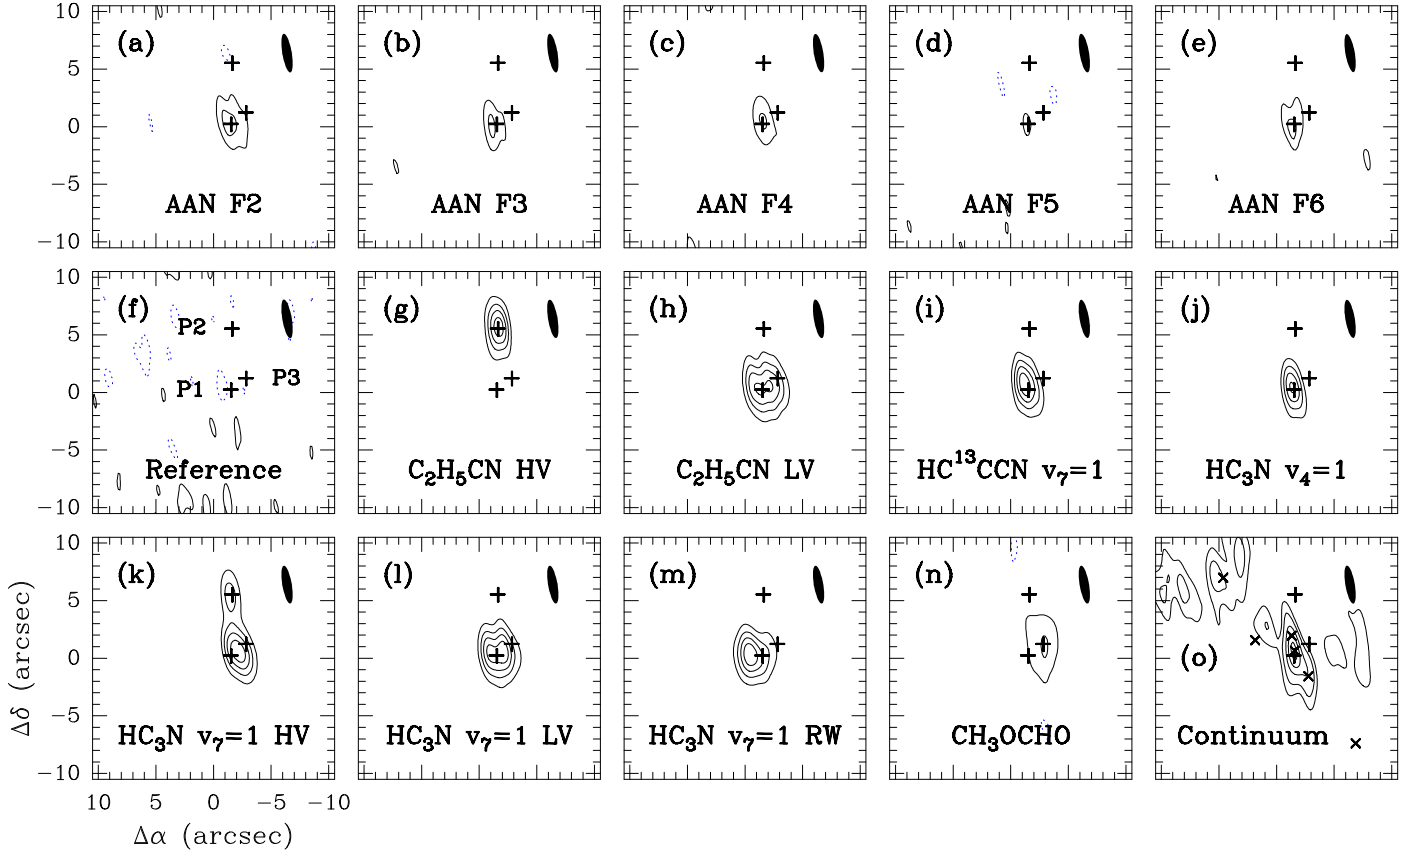 10
(a)
(b)
(c)
(d)
(e)
5
0
−5
AAN F2
AAN F3
AAN F4
AAN F5
AAN F6
−10
10
(f)
(g)
(h)
(i)
(j)
5
P2
P3
0
P1
−5
Reference
C₂H₅CN HV
C₂H₅CN LV
HC¹³CCN v₇=1
HC₃N v₄=1
−10
10
(k)
(l)
(m)
(n)
5
0
(o)
−5
HC₃N v₇=1 HV
HC₃N v₇=1 LV
HC₃N v₇=1 RW
CH₃OCHO
Continuum
−10
Δδ (arcsec)
10 5 0 −5 −10
Δα (arcsec)